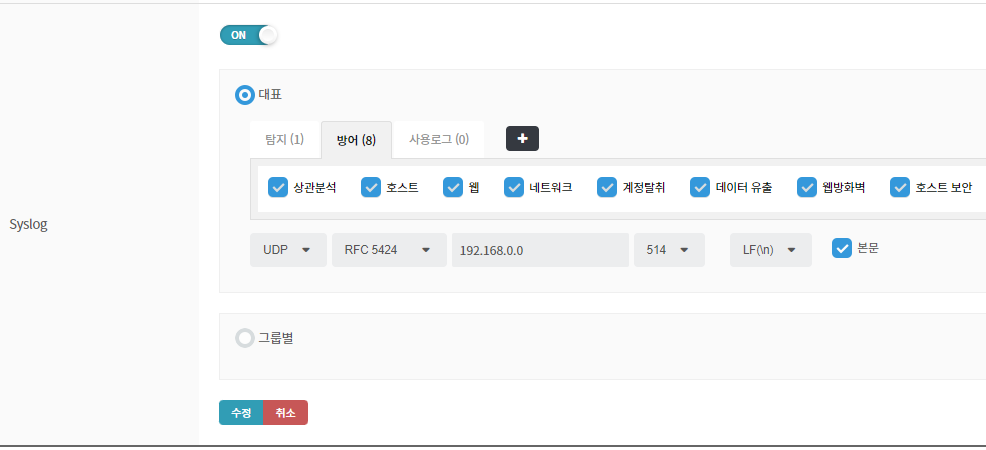 ON
대표
탐지 (1) 방어 (8) 사용로그 (0) +
상관분석 호스트 웹 네트워크 계정탈취 데이터 유출 웹방화벽 호스트 보안
Syslog
UDP RFC 5424 192.168.0.0 514 LF(\n) 본문
그룹별
수정 취소